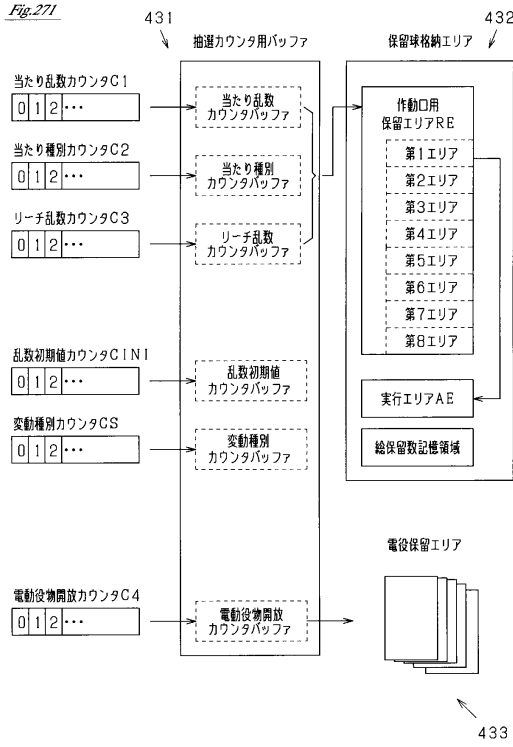 Fig.271
431
432
抽選カウンタ用バッファ
保留球格納エリア
当たり乱数カウンタC1
0 1 2 ・・・
当たり乱数
カウンタバッファ
当たり種別カウンタC2
0 1 2 ・・・
当たり種別
カウンタバッファ
リーチ乱数カウンタC3
0 1 2 ・・・
リーチ乱数
カウンタバッファ
作動口用
保留エリアRE
第1エリア
第2エリア
第3エリア
第4エリア
第5エリア
第6エリア
第7エリア
第8エリア
乱数初期値カウンタCINI
0 1 2 ・・・
乱数初期値
カウンタバッファ
実行エリアAE
変動種別カウンタCS
0 1 2 ・・・
変動種別
カウンタバッファ
総保留数記憶領域
電動役物開放カウンタC4
0 1 2 ・・・
電動役物開放
カウンタバッファ
電役保留エリア
433